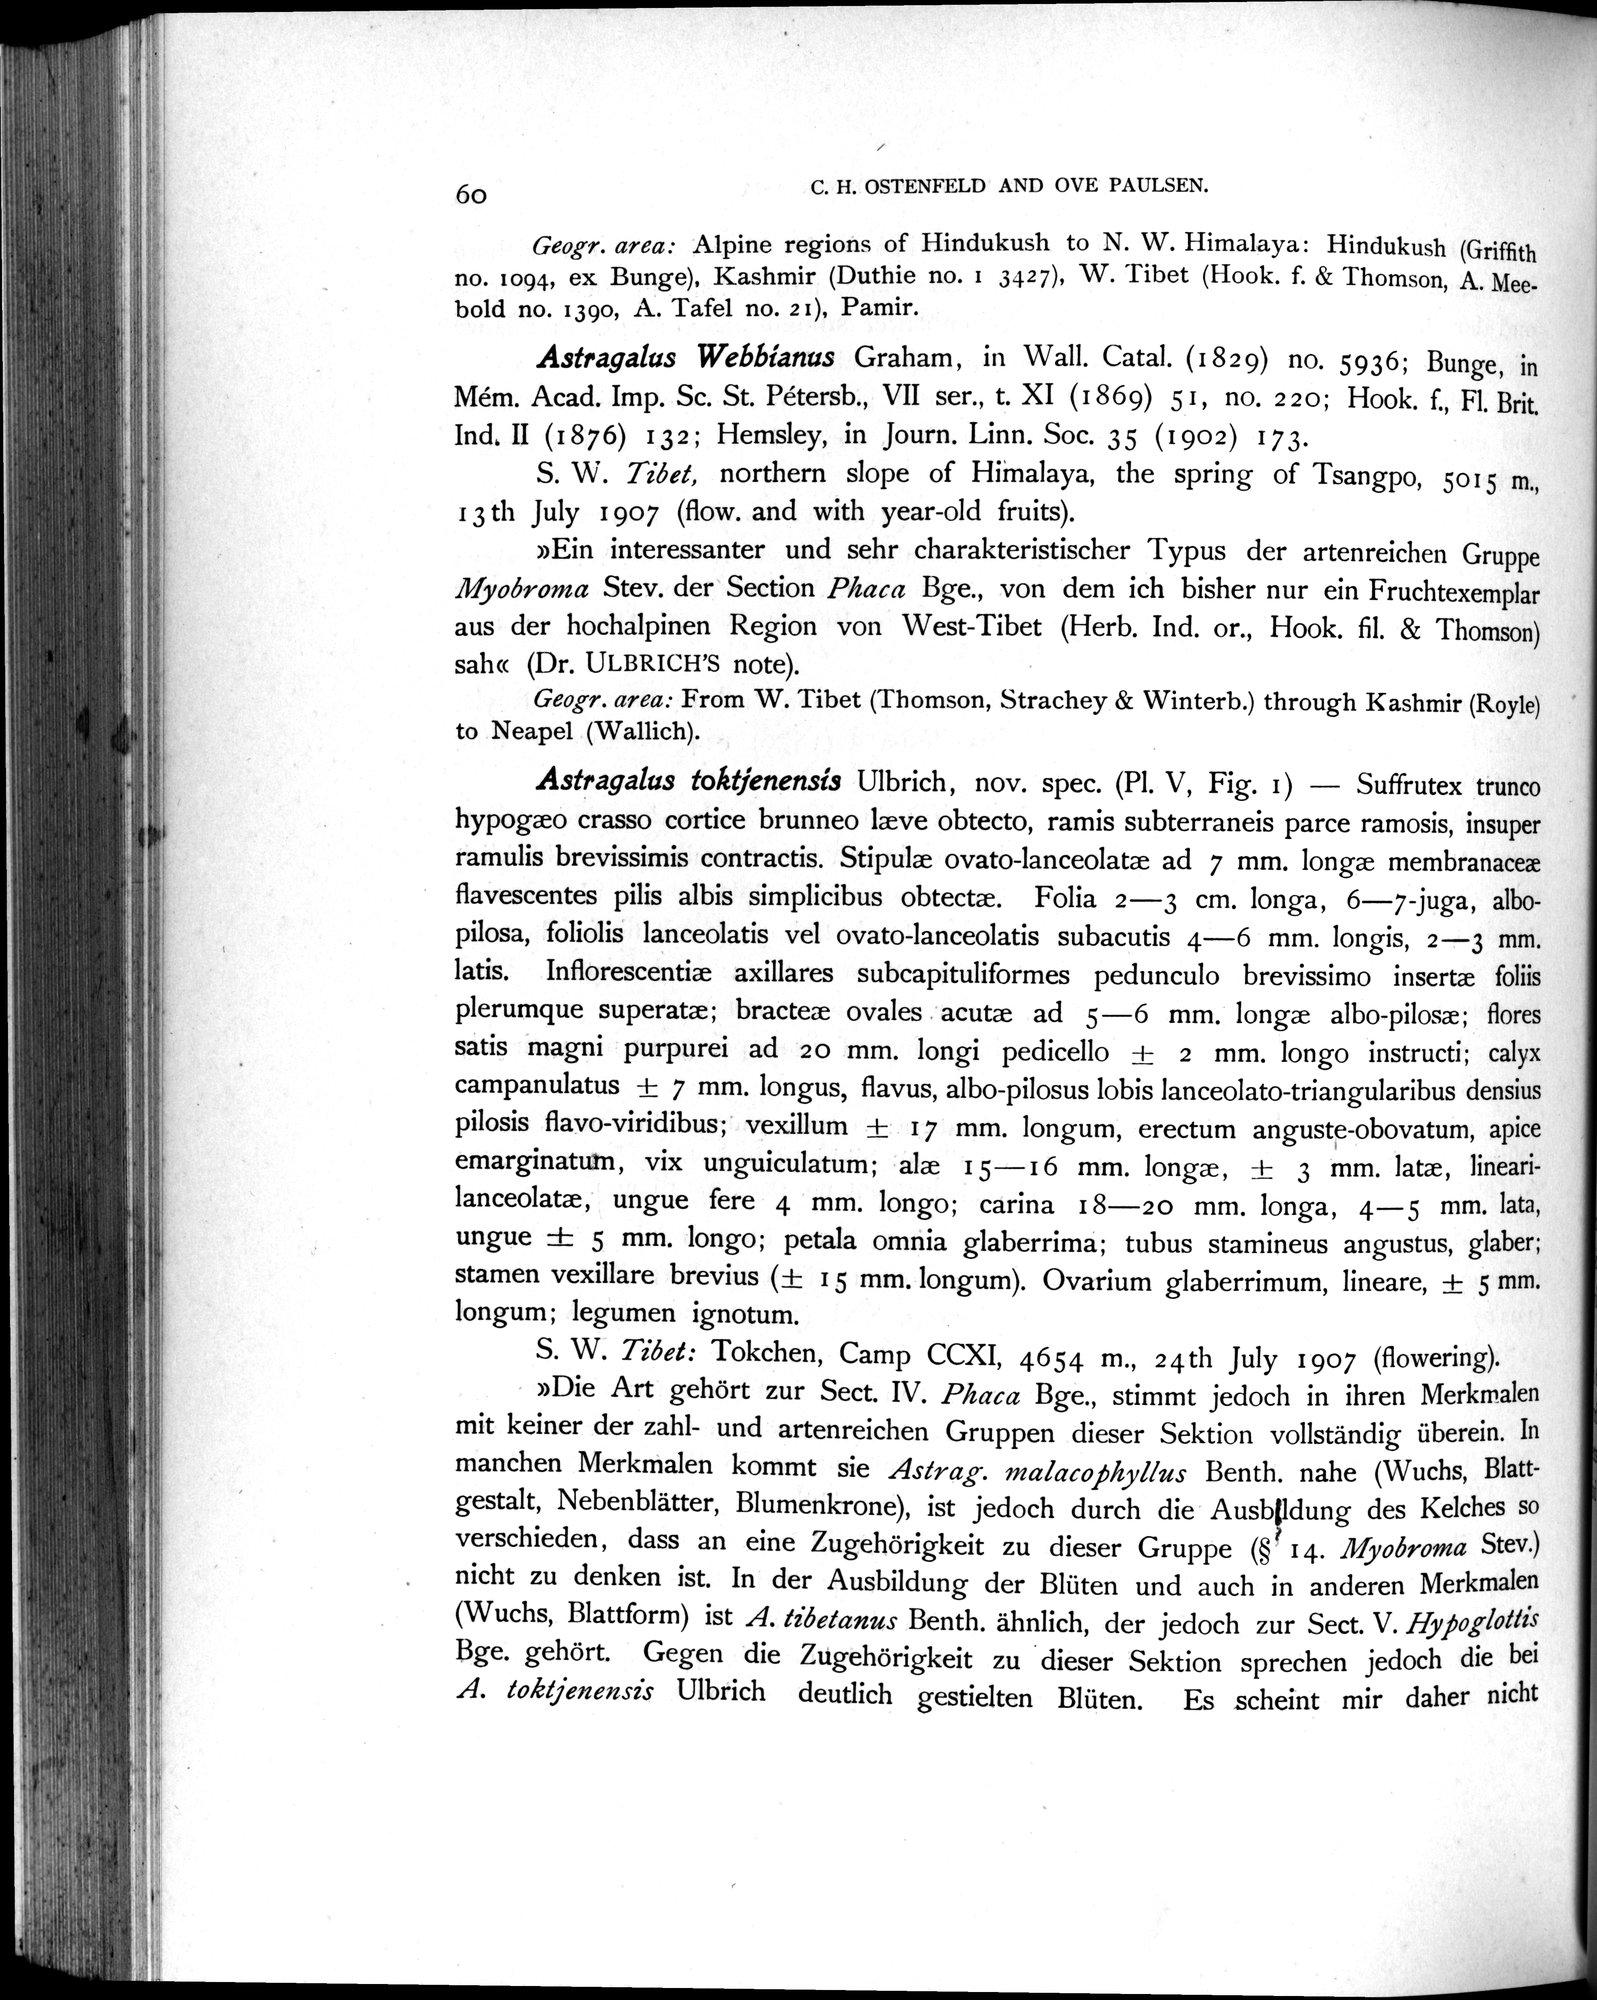 60
C. H. OSTENFELD AND OVE PAULSEN.
Geogr. area: Alpine regions of Hindukush to N. W. Himalaya: Hindukush (Griffith
no. 1094, ex Bunge), Kashmir (Duthie no. 1 3427), W. Tibet (Hook. f. & Thomson, A. Mee-
bold no. 1390, A. Tafel no. 21), Pamir.
Astragalus Webbianus Graham, in Wall. Catal. (1829) no. 5936; Bunge, in
Mém. Acad. Imp. Sc. St. Pétersb., VII ser., t. XI (1869) 51, no. 220; Hook. f., Fl. Brit.
Ind. II (1876) 132; Hemsley, in Journ. Linn. Soc. 35 (1902) 173.
S. W. Tibet, northern slope of Himalaya, the spring of Tsangpo, 5015 m.,
13th July 1907 (flow. and with year-old fruits).
»Ein interessanter und sehr charakteristischer Typus der artenreichen Gruppe
Myobroma Stev. der Section Phaca Bge., von dem ich bisher nur ein Fruchtexemplar
aus der hochalpinen Region von West-Tibet (Herb. Ind. or., Hook. fil. & Thomson)
sah« (Dr. ULBRICH'S note).
Geogr. area: From W. Tibet (Thomson, Strachey & Winterb.) through Kashmir (Royle)
to Neapel (Wallich).
Astragalus toktjenensis Ulbrich, nov. spec. (Pl. V, Fig. 1) — Suffrutex trunco
hypogæo crasso cortice brunneo læve obtecto, ramis subterraneis parce ramosis, insuper
ramulis brevissimis contractis. Stipulæ ovato-lanceolatæ ad 7 mm. longæ membranaceæ
flavescentes pilis albis simplicibus obtectæ. Folia 2—3 cm. longa, 6—7-juga, albo-
pilosa, foliolis lanceolatis vel ovato-lanceolatis subacutis 4—6 mm. longis, 2—3 mm.
latis. Inflorescentiæ axillares subcapituliformes pedunculo brevissimo insertæ foliis
plerumque superatæ; bracteæ ovales acutæ ad 5—6 mm. longæ albo-pilosæ; flores
satis magni purpurei ad 20 mm. longi pedicello ± 2 mm. longo instructi; calyx
campanulatus ± 7 mm. longus, flavus, albo-pilosus lobis lanceolato-triangularibus densius
pilosis flavo-viridibus; vexillum ± 17 mm. longum, erectum anguste-obovatum, apice
emarginatum, vix unguiculatum; alæ 15—16 mm. longæ, ± 3 mm. latæ, lineari-
lanceolatæ, ungue fere 4 mm. longo; carina 18—20 mm. longa, 4—5 mm. lata,
ungue ± 5 mm. longo; petala omnia glaberrima; tubus stamineus angustus, glaber;
stamen vexillare brevius (± 15 mm. longum). Ovarium glaberrimum, lineare, ± 5 mm.
longum; legumen ignotum.
S. W. Tibet: Tokchen, Camp CCXI, 4654 m., 24th July 1907 (flowering).
»Die Art gehört zur Sect. IV. Phaca Bge., stimmt jedoch in ihren Merkmalen
mit keiner der zahl- und artenreichen Gruppen dieser Sektion vollständig überein. In
manchen Merkmalen kommt sie Astrag. malacophyllus Benth. nahe (Wuchs, Blatt-
gestalt, Nebenblätter, Blumenkrone), ist jedoch durch die Ausbildung des Kelches so
verschieden, dass an eine Zugehörigkeit zu dieser Gruppe (§ 14. Myobroma Stev.)
nicht zu denken ist. In der Ausbildung der Blüten und auch in anderen Merkmalen
(Wuchs, Blattform) ist A. tibetanus Benth. ähnlich, der jedoch zur Sect. V. Hypoglottis
Bge. gehört. Gegen die Zugehörigkeit zu dieser Sektion sprechen jedoch die bei
A. toktjenensis Ulbrich deutlich gestielten Blüten. Es scheint mir daher nicht